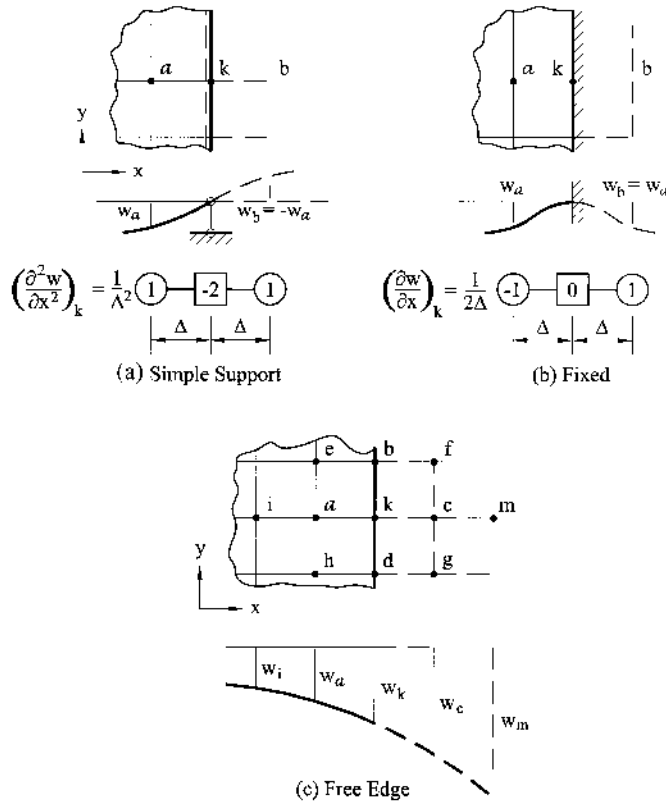 a k b
y
x
w_a w_b = -w_a
(∂²w/∂x²)_k = 1/Δ² 1 -2 1
Δ Δ
(a) Simple Support
a k b
w_a w_b = w_a
(∂w/∂x)_k = 1/2Δ -1 0 1
Δ Δ
(b) Fixed
e b f
i a k c m
y
h d g
x
w_i w_a w_k w_c w_m
(c) Free Edge